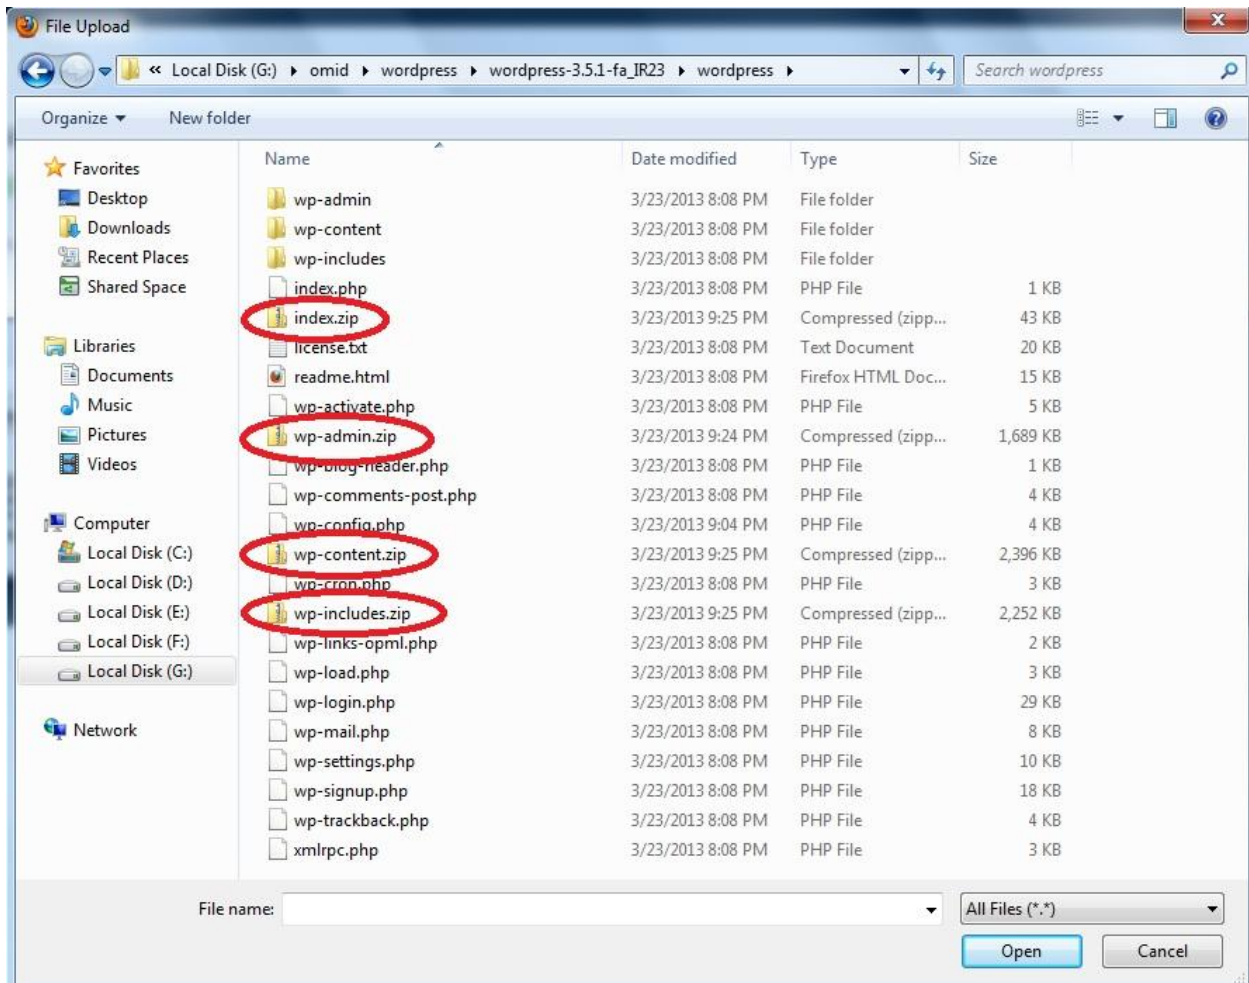 File Upload
« Local Disk (G:) ▸ omid ▸ wordpress ▸ wordpress-3.5.1-fa_IR23 ▸ wordpress ▸
Search wordpress
Organize New folder
Favorites
Desktop
Downloads
Recent Places
Shared Space
Libraries
Documents
Music
Pictures
Videos
Computer
Local Disk (C:)
Local Disk (D:)
Local Disk (E:)
Local Disk (F:)
Local Disk (G:)
Network
Name Date modified Type Size
wp-admin 3/23/2013 8:08 PM File folder
wp-content 3/23/2013 8:08 PM File folder
wp-includes 3/23/2013 8:08 PM File folder
index.php 3/23/2013 8:08 PM PHP File 1 KB
index.zip 3/23/2013 9:25 PM Compressed (zipp... 43 KB
license.txt 3/23/2013 8:08 PM Text Document 20 KB
readme.html 3/23/2013 8:08 PM Firefox HTML Doc... 15 KB
wp-activate.php 3/23/2013 8:08 PM PHP File 5 KB
wp-admin.zip 3/23/2013 9:24 PM Compressed (zipp... 1,689 KB
wp-blog-header.php 3/23/2013 8:08 PM PHP File 1 KB
wp-comments-post.php 3/23/2013 8:08 PM PHP File 4 KB
wp-config.php 3/23/2013 9:04 PM PHP File 4 KB
wp-content.zip 3/23/2013 9:25 PM Compressed (zipp... 2,396 KB
wp-cron.php 3/23/2013 8:08 PM PHP File 3 KB
wp-includes.zip 3/23/2013 9:25 PM Compressed (zipp... 2,252 KB
wp-links-opml.php 3/23/2013 8:08 PM PHP File 2 KB
wp-load.php 3/23/2013 8:08 PM PHP File 3 KB
wp-login.php 3/23/2013 8:08 PM PHP File 29 KB
wp-mail.php 3/23/2013 8:08 PM PHP File 8 KB
wp-settings.php 3/23/2013 8:08 PM PHP File 10 KB
wp-signup.php 3/23/2013 8:08 PM PHP File 18 KB
wp-trackback.php 3/23/2013 8:08 PM PHP File 4 KB
xmlrpc.php 3/23/2013 8:08 PM PHP File 3 KB
File name: All Files (*.*)
Open Cancel